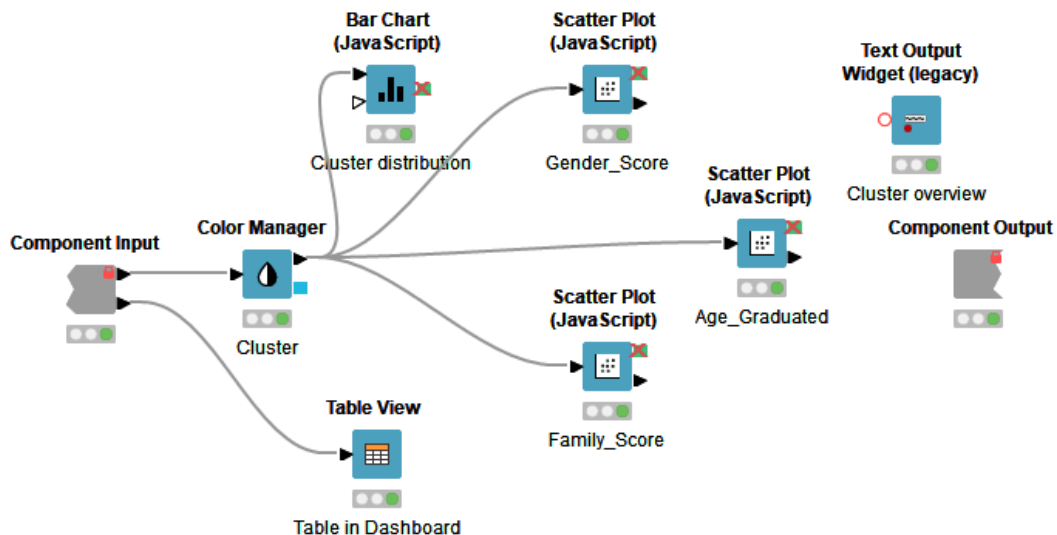 Bar Chart
(JavaScript)
Cluster distribution
Scatter Plot
(JavaScript)
Gender_Score
Text Output
Widget (legacy)
Cluster overview
Scatter Plot
(JavaScript)
Age_Graduated
Component Input
Color Manager
Cluster
Component Output
Scatter Plot
(JavaScript)
Family_Score
Table View
Table in Dashboard